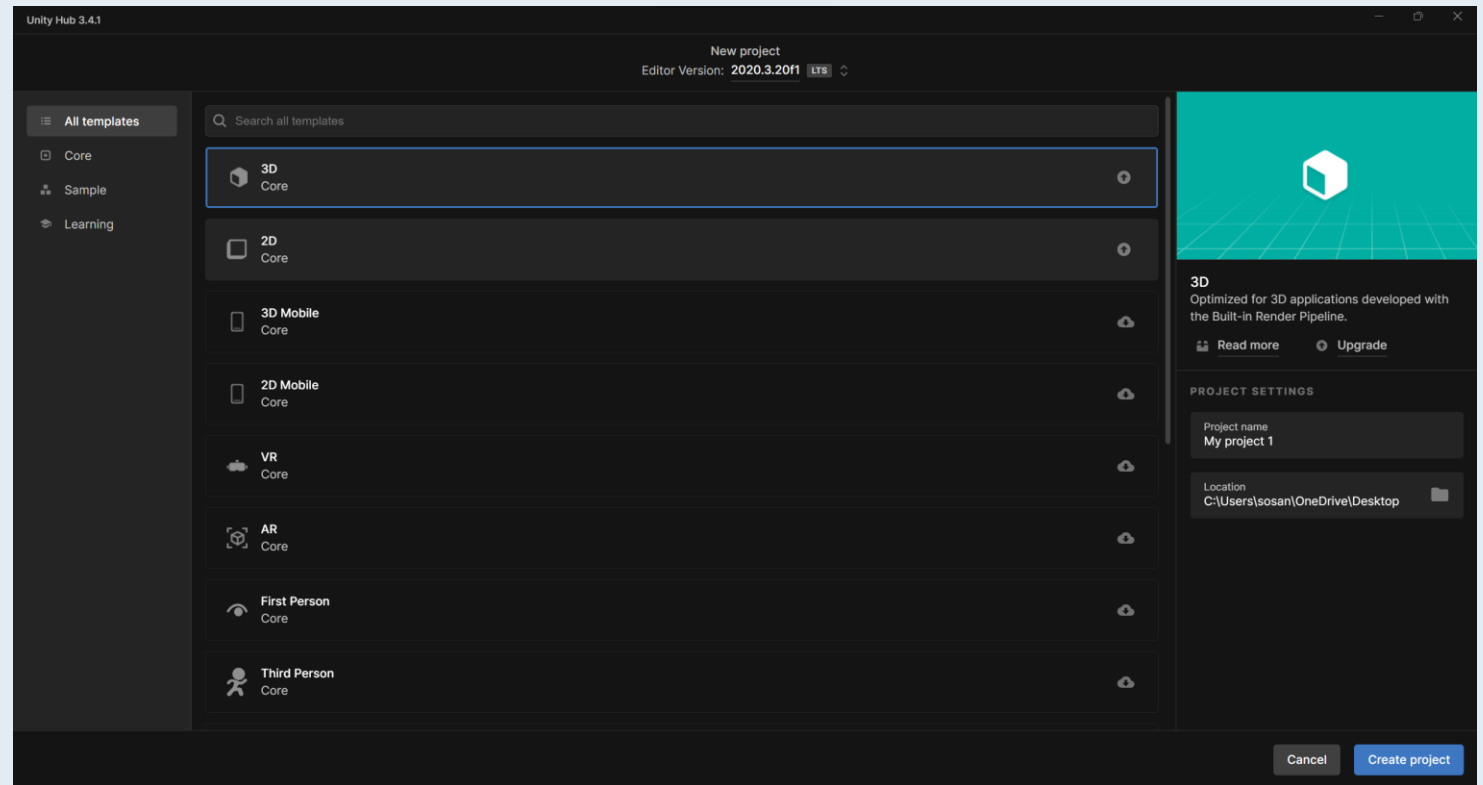 Unity Hub 3.4.1
New project
Editor Version: 2020.3.20f1 LTS
All templates
Core
Sample
Learning
Search all templates
3D
Core
2D
Core
3D Mobile
Core
2D Mobile
Core
VR
Core
AR
Core
First Person
Core
Third Person
Core
3D
Optimized for 3D applications developed with
the Built-in Render Pipeline.
Read more Upgrade
PROJECT SETTINGS
Project name
My project 1
Location
C:\Users\sosan\OneDrive\Desktop
Cancel Create project